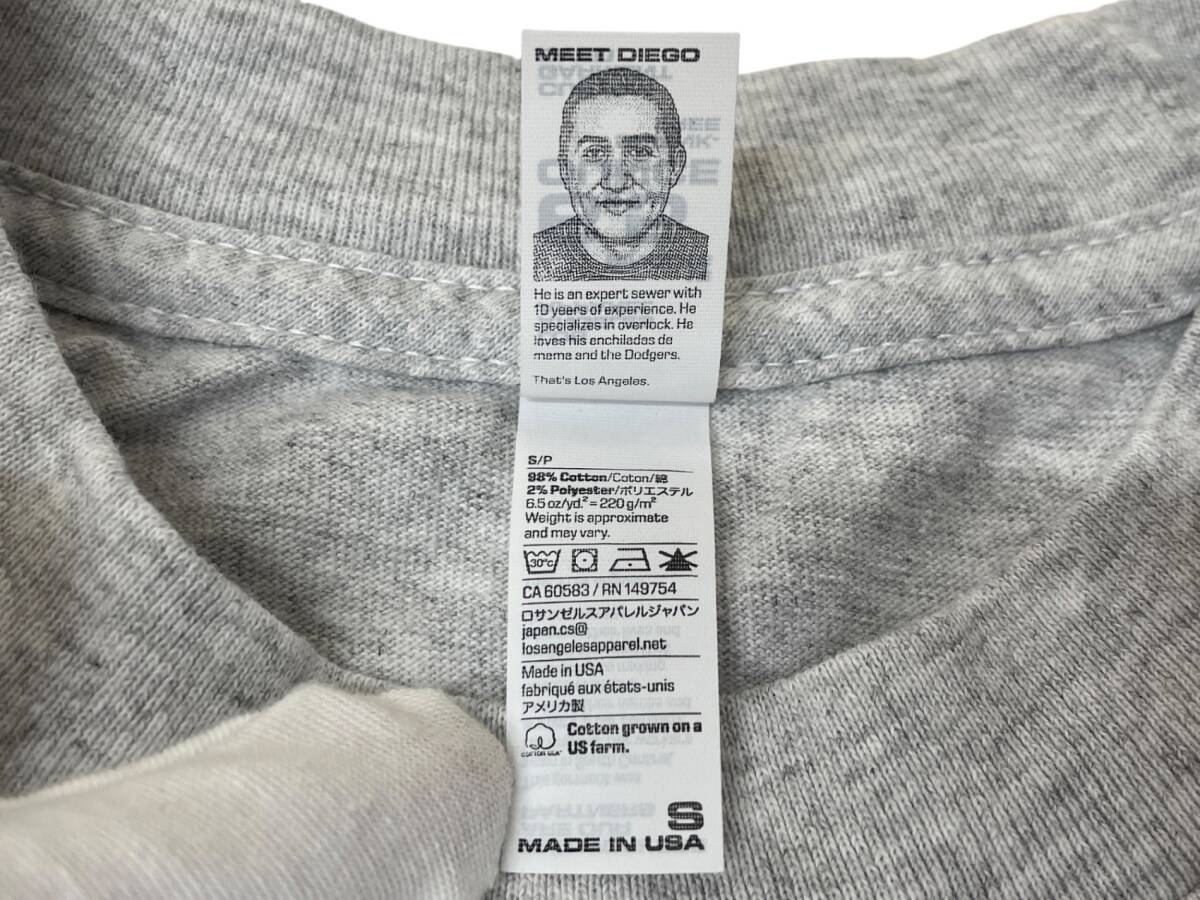 MEET DIEGO
He is an expert sewer with
10 years of experience. He
specializes in overlock. He
loves his enchiladas de
meme and the Dodgers.
That's Los Angeles.
S/P
98% Cotton/Coton/綿
2% Polyester/ポリエステル
6.5 oz/yd.² = 220 g/m²
Weight is approximate
and may vary.
30°C
CA 60583 / RN 149754
ロサンゼルスアパレルジャパン
japan.cs@
losangelesapparel.net
Made in USA
fabriqué aux états-unis
アメリカ製
Cotton grown on a
US farm.
COTTON USA
S
MADE IN USA